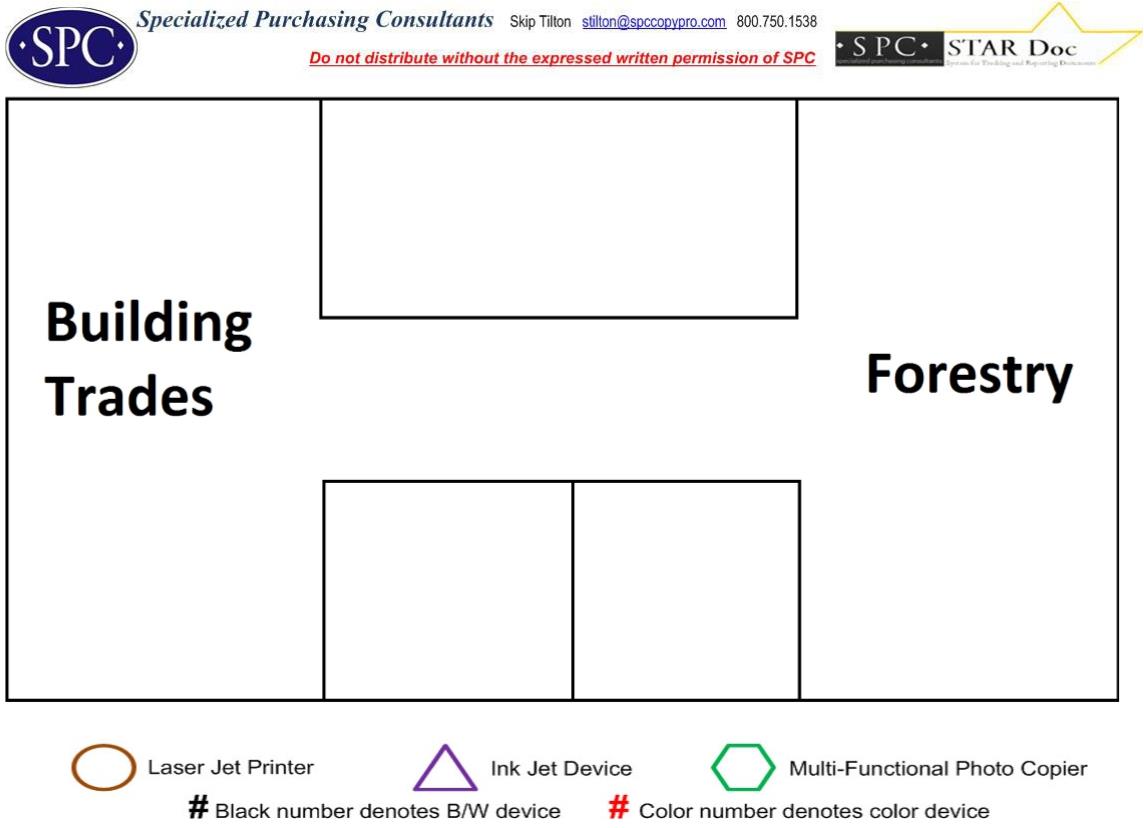 ·SPC·
Specialized Purchasing Consultants Skip Tilton stilton@spccopypro.com 800.750.1538
Do not distribute without the expressed written permission of SPC
·SPC· STAR Doc
specialized purchasing consultants System for Tracking and Reporting Documents
Building
Trades
Forestry
Laser Jet Printer
Ink Jet Device
Multi-Functional Photo Copier
# Black number denotes B/W device
# Color number denotes color device